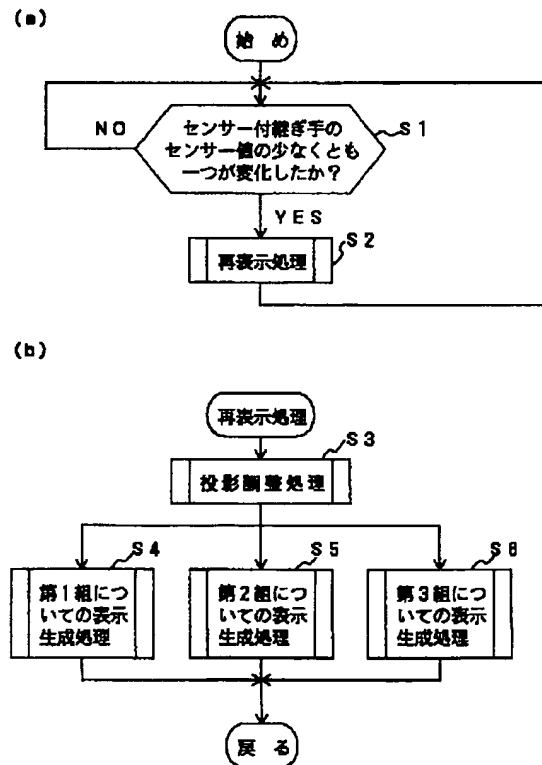 (a)
始め
NO
センサー付継ぎ手の
センサー値の少なくとも
一つが変化したか?
S1
YES
S2
再表示処理
(b)
再表示処理
S3
投影調整処理
S4
S5
S6
第1組につ
いての表示
生成処理
第2組につ
いての表示
生成処理
第3組につ
いての表示
生成処理
戻る